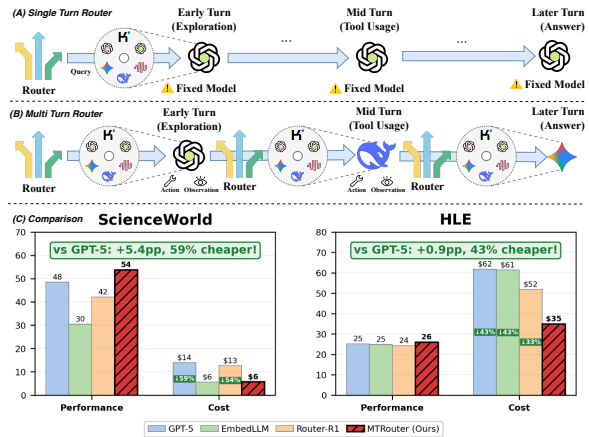 (A) Single Turn Router
Early Turn
(Exploration)
Mid Turn
(Tool Usage)
Later Turn
(Answer)
...
...
Query
Router
Fixed Model
Fixed Model
Fixed Model
(B) Multi Turn Router
Early Turn
(Exploration)
Mid Turn
(Tool Usage)
Later Turn
(Answer)
Router
Action
Observation
Router
Action
Observation
Router
(C) Comparison
ScienceWorld
vs GPT-5: +5.4pp, 59% cheaper!
70
60
50
40
30
20
10
0
48
30
42
54
$14
$6
$13
$6
↓59%
↓54%
Performance
Cost
HLE
vs GPT-5: +0.9pp, 43% cheaper!
80
70
60
50
40
30
20
10
0
25
25
24
26
$62
$61
$52
$35
↓43%
↓43%
↓33%
Performance
Cost
GPT-5
EmbedLLM
Router-R1
MTRouter (Ours)